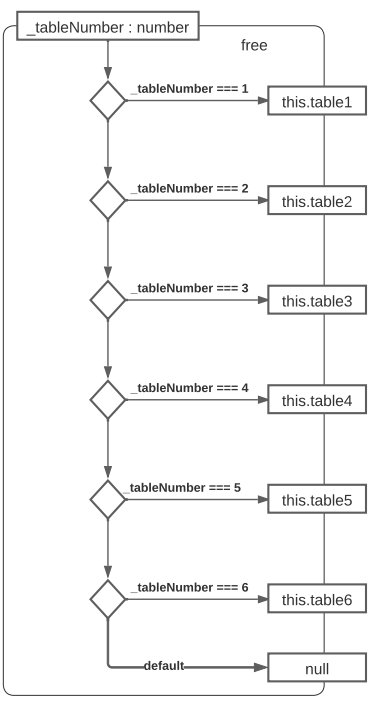 _tableNumber : number
free
_tableNumber === 1
this.table1
_tableNumber === 2
this.table2
_tableNumber === 3
this.table3
_tableNumber === 4
this.table4
_tableNumber === 5
this.table5
_tableNumber === 6
this.table6
default
null